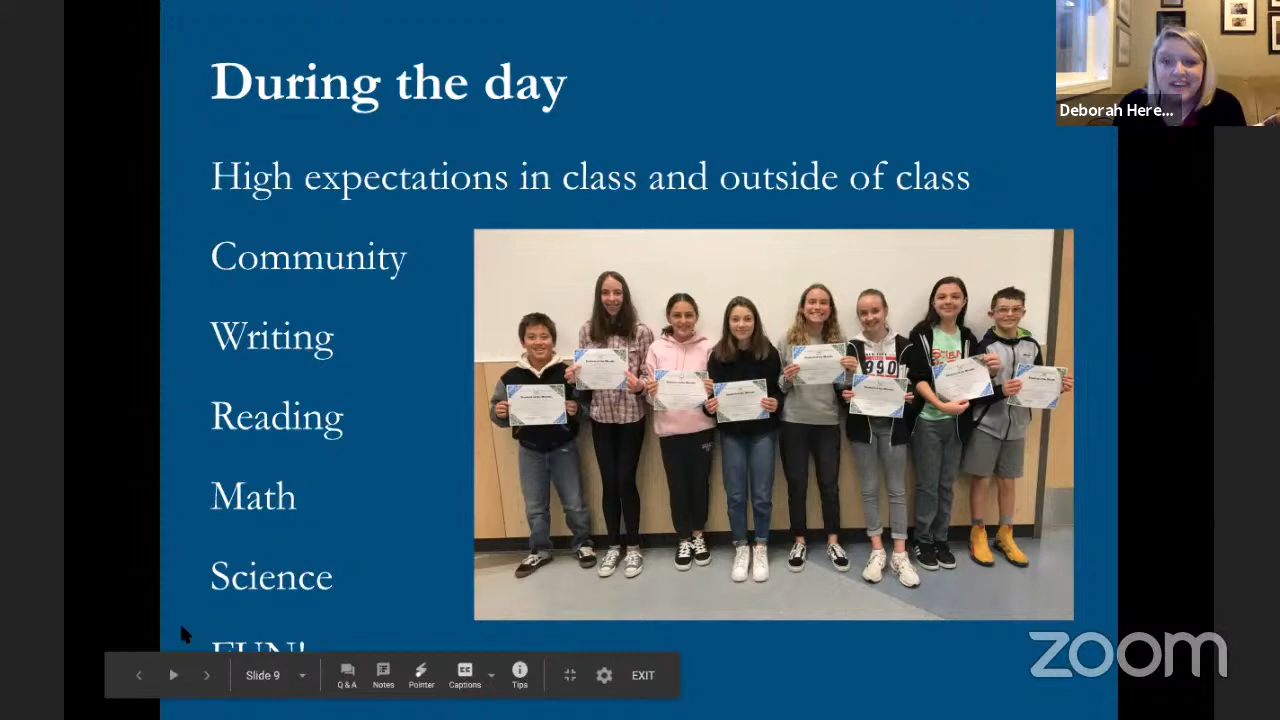 During the day
Deborah Here...
High expectations in class and outside of class
Community
Writing
Reading
Math
Science
FUN!
990
zoom
Slide 9
Q & A
Notes
Pointer
Captions
Tips
EXIT